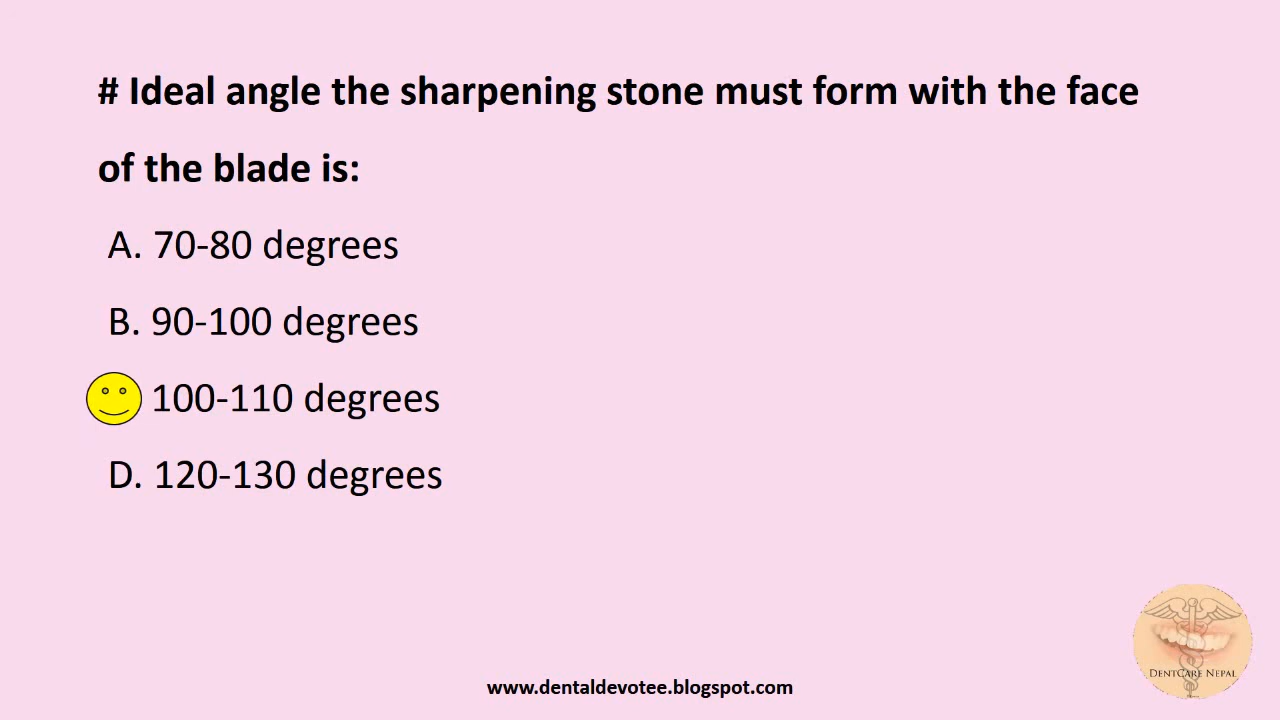 # Ideal angle the sharpening stone must form with the face
of the blade is:
A. 70-80 degrees
B. 90-100 degrees
100-110 degrees
D. 120-130 degrees
DENTCARE NEPAL
www.dentaldevotee.blogspot.com